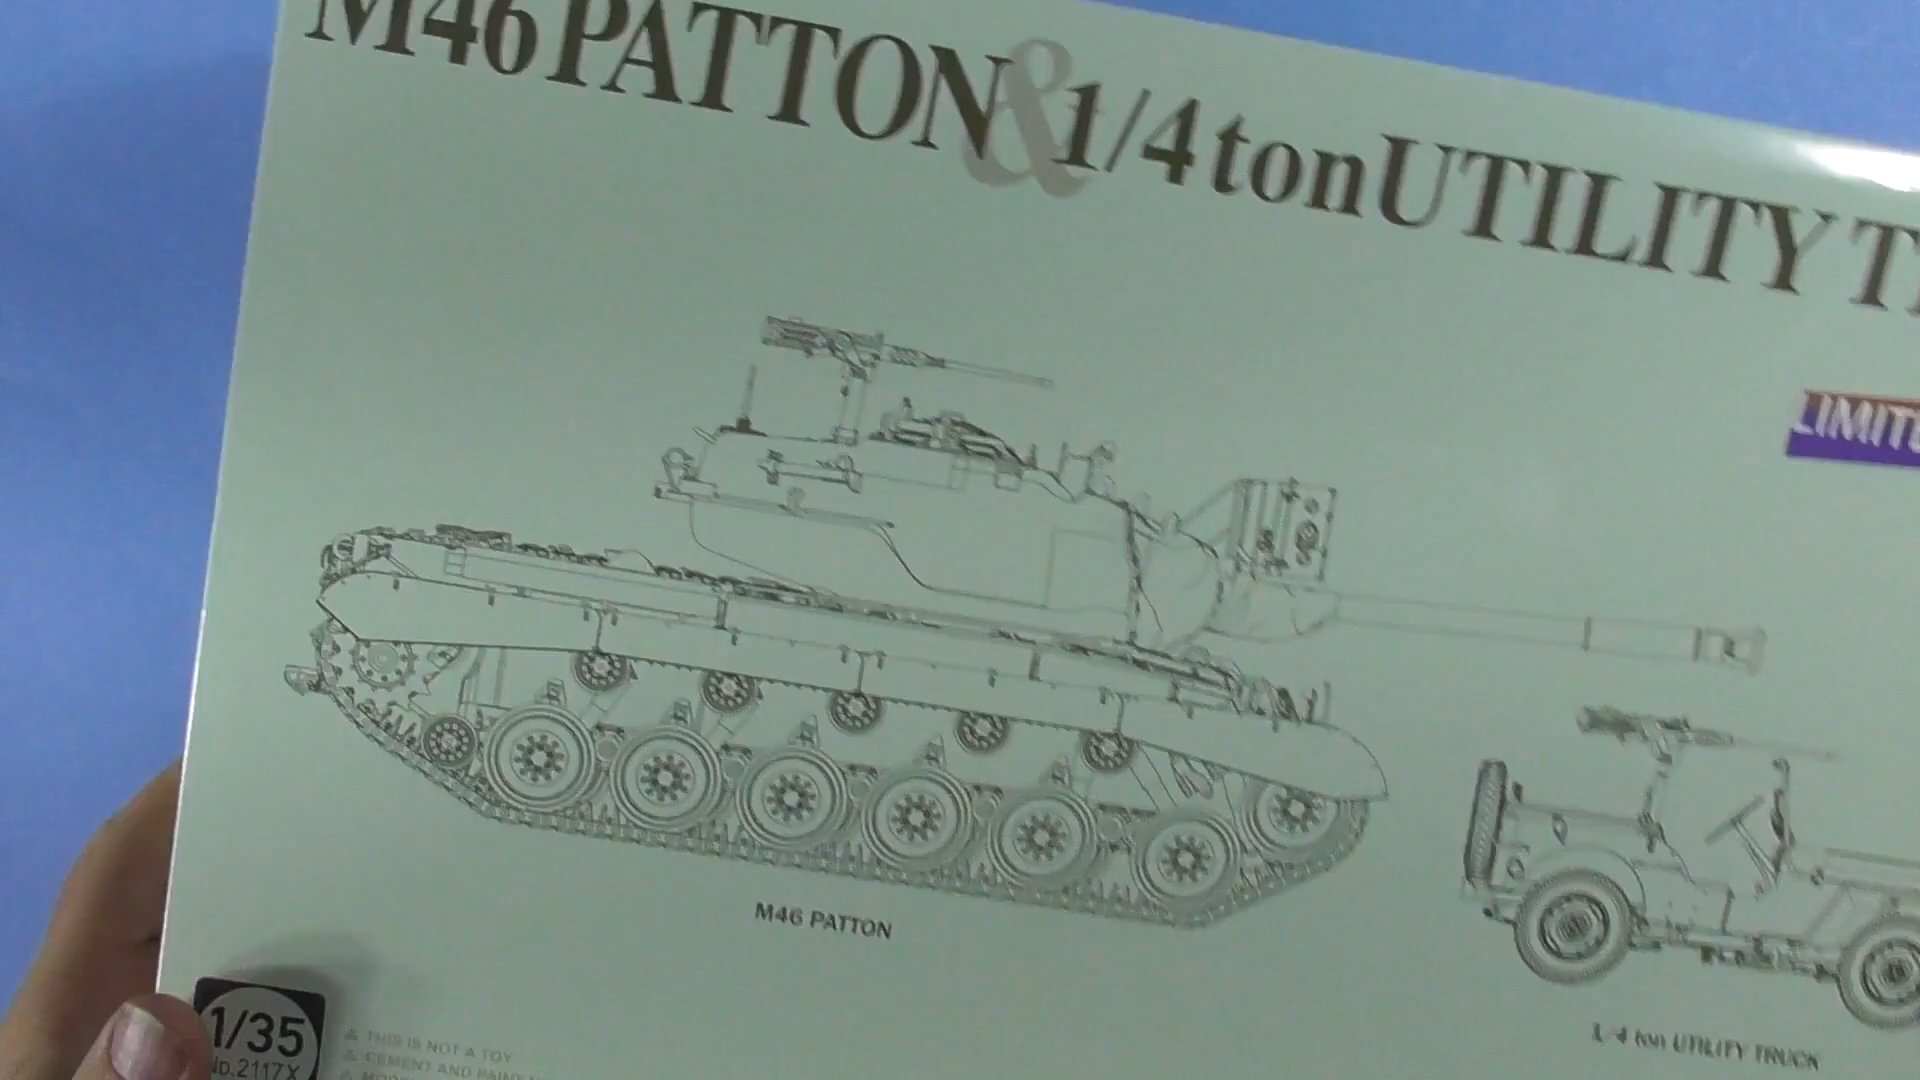 M46 PATTON & 1/4 ton UTILITY
LIMIT
M46 PATTON
1/4 ton UTILITY TRUCK
1/35
No.2117X
⚠ THIS IS NOT A TOY
⚠ CEMENT AND PAINT